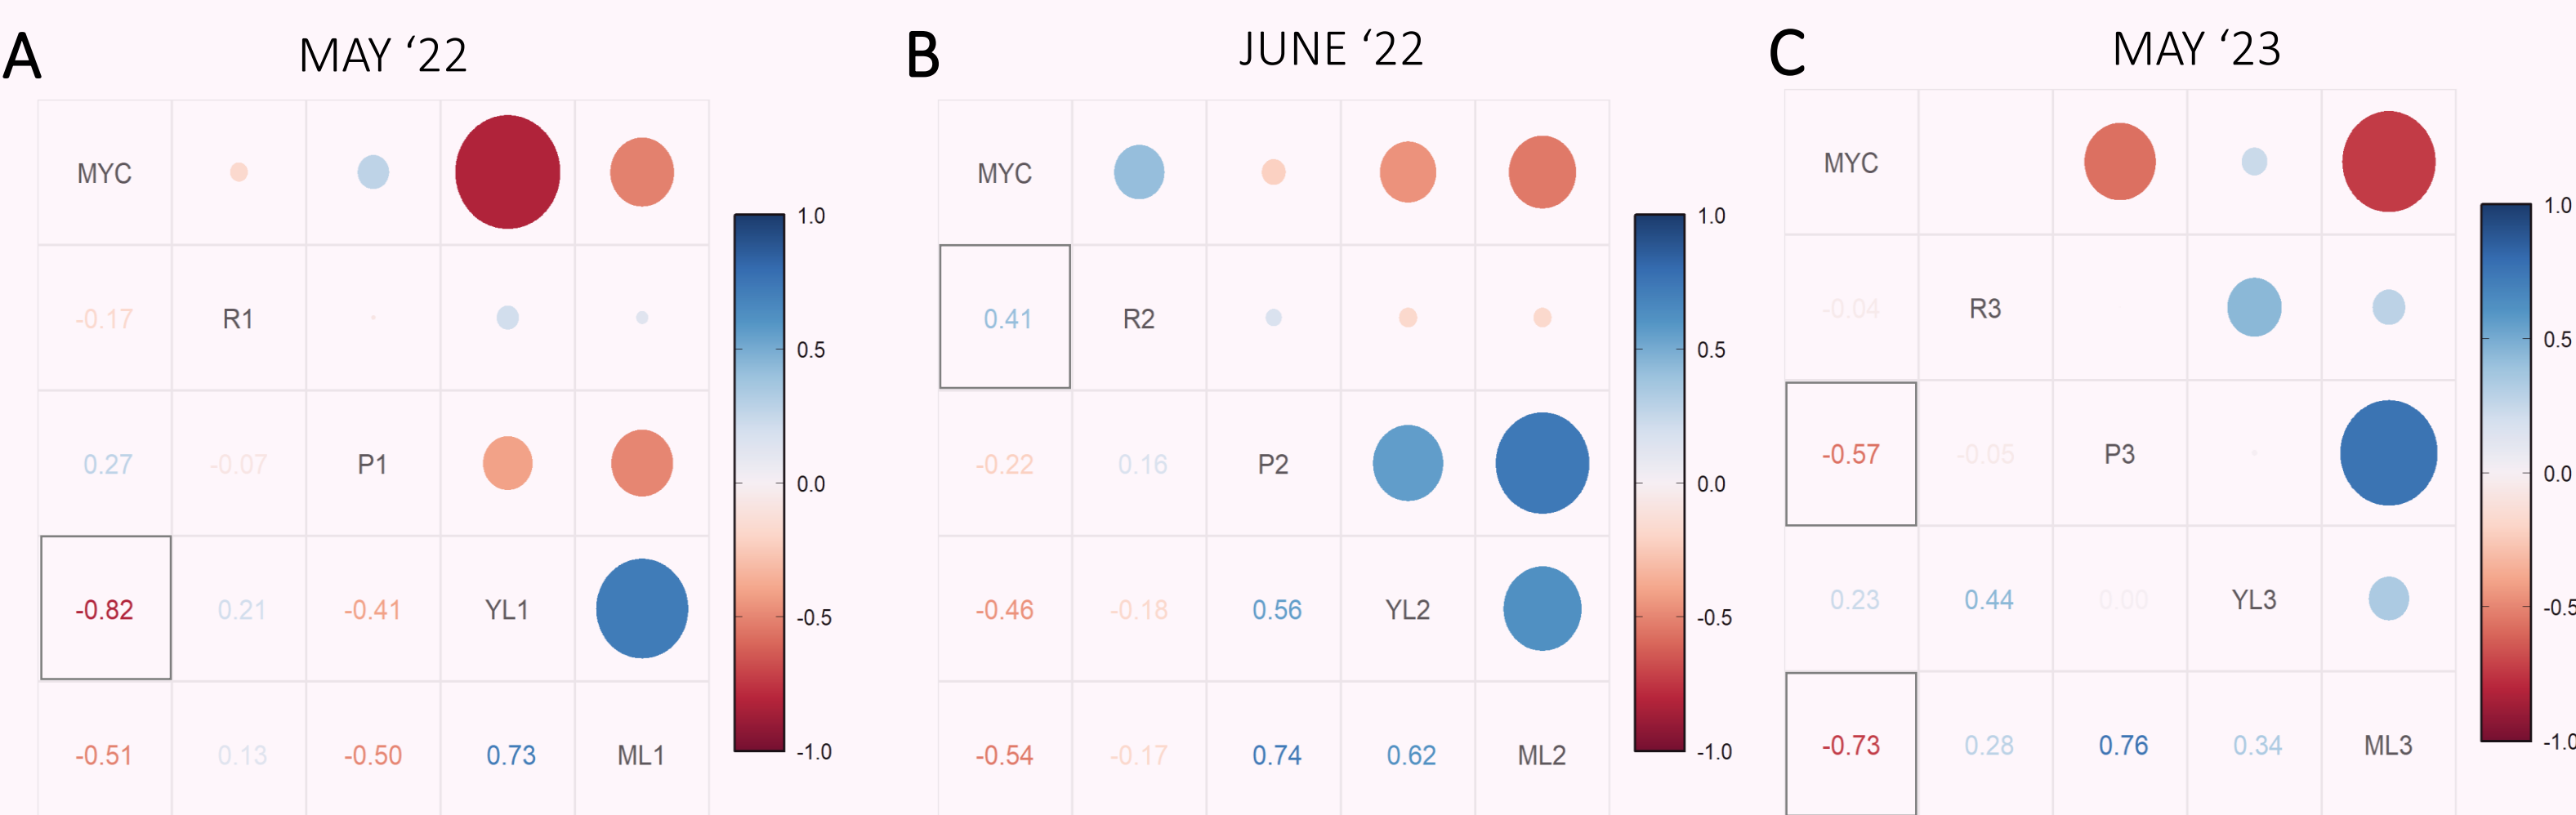 A MAY ‘22 B JUNE ‘22 C MAY ‘23
MYC
-0.17 R1
0.27 -0.07 P1
-0.82 0.21 -0.41 YL1
-0.51 0.13 -0.50 0.73 ML1
1.0
0.5
0.0
-0.5
-1.0
MYC
0.41 R2
-0.22 0.16 P2
-0.46 -0.18 0.56 YL2
-0.54 -0.17 0.74 0.62 ML2
1.0
0.5
0.0
-0.5
-1.0
MYC
-0.04 R3
-0.57 -0.05 P3
0.23 0.44 0.00 YL3
-0.73 0.28 0.76 0.34 ML3
1.0
0.5
0.0
-0.5
-1.0